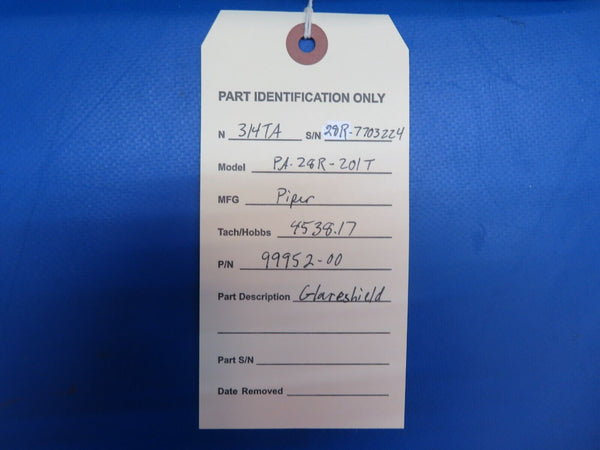 PART IDENTIFICATION ONLY
N 314TA S/N 28R-7703224
Model PA-28R-201T
MFG Piper
Tach/Hobbs 4538.17
P/N 99952-00
Part Description Glareshield
Part S/N
Date Removed